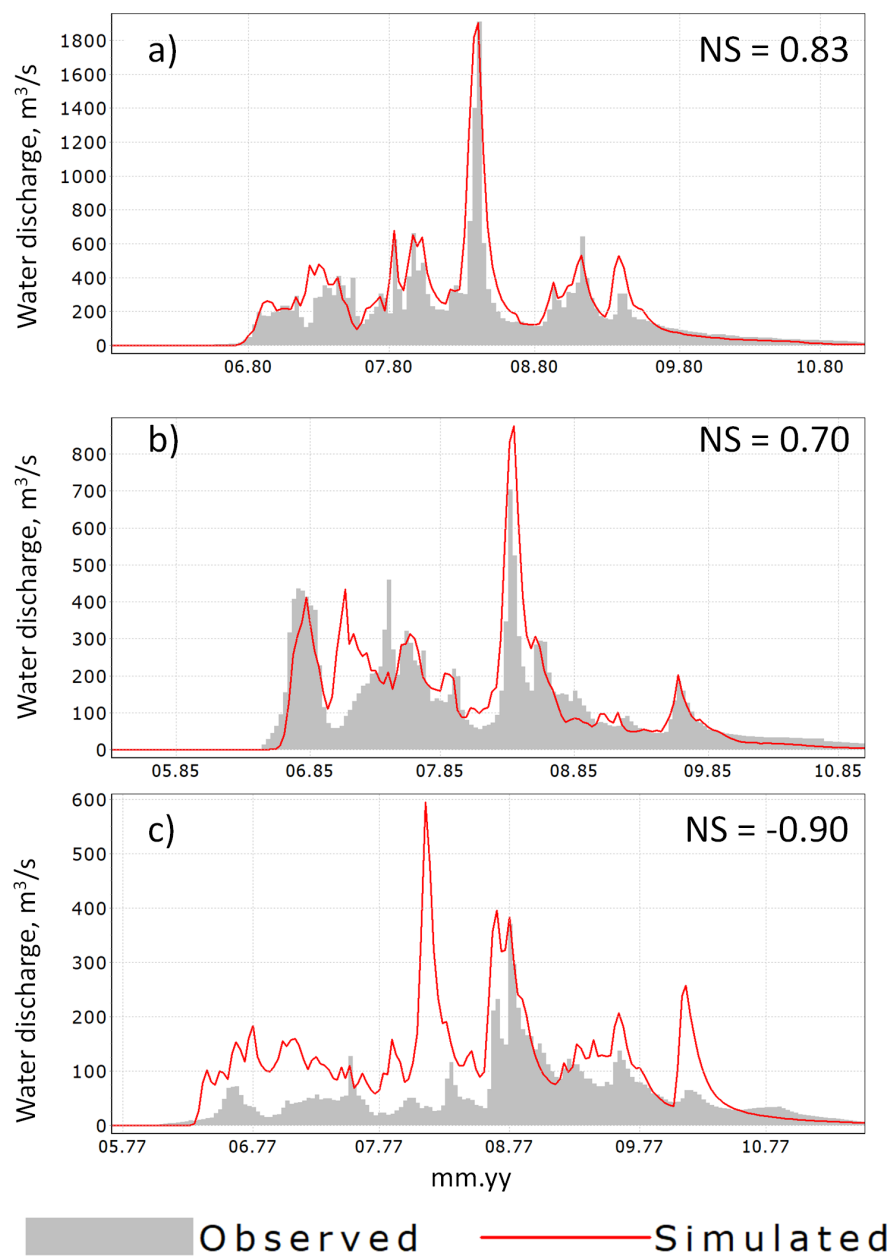 a) NS = 0.83
Water discharge, m³/s
1800
1600
1400
1200
1000
800
600
400
200
0
06.80 07.80 08.80 09.80 10.80
b) NS = 0.70
Water discharge, m³/s
800
700
600
500
400
300
200
100
0
05.85 06.85 07.85 08.85 09.85 10.85
c) NS = -0.90
Water discharge, m³/s
600
500
400
300
200
100
0
05.77 06.77 07.77 08.77 09.77 10.77
mm.yy
Observed Simulated